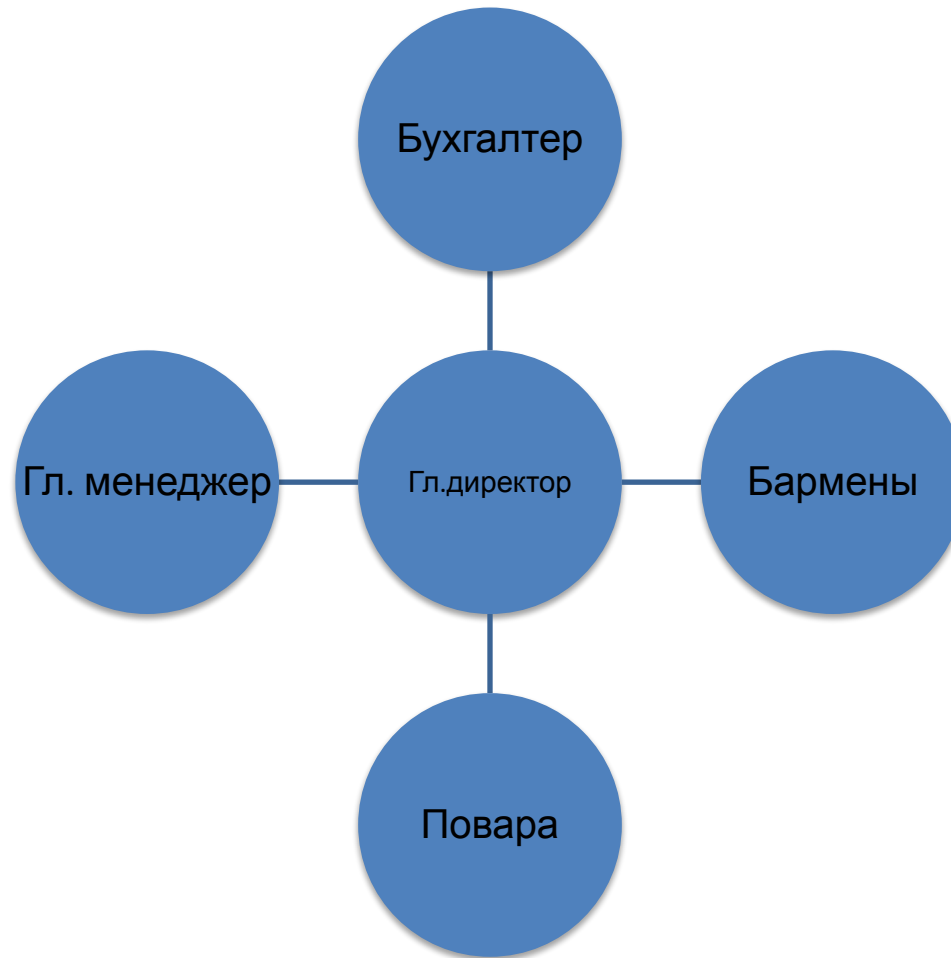 Бухгалтер
Гл. менеджер
Гл.директор
Бармены
Повара